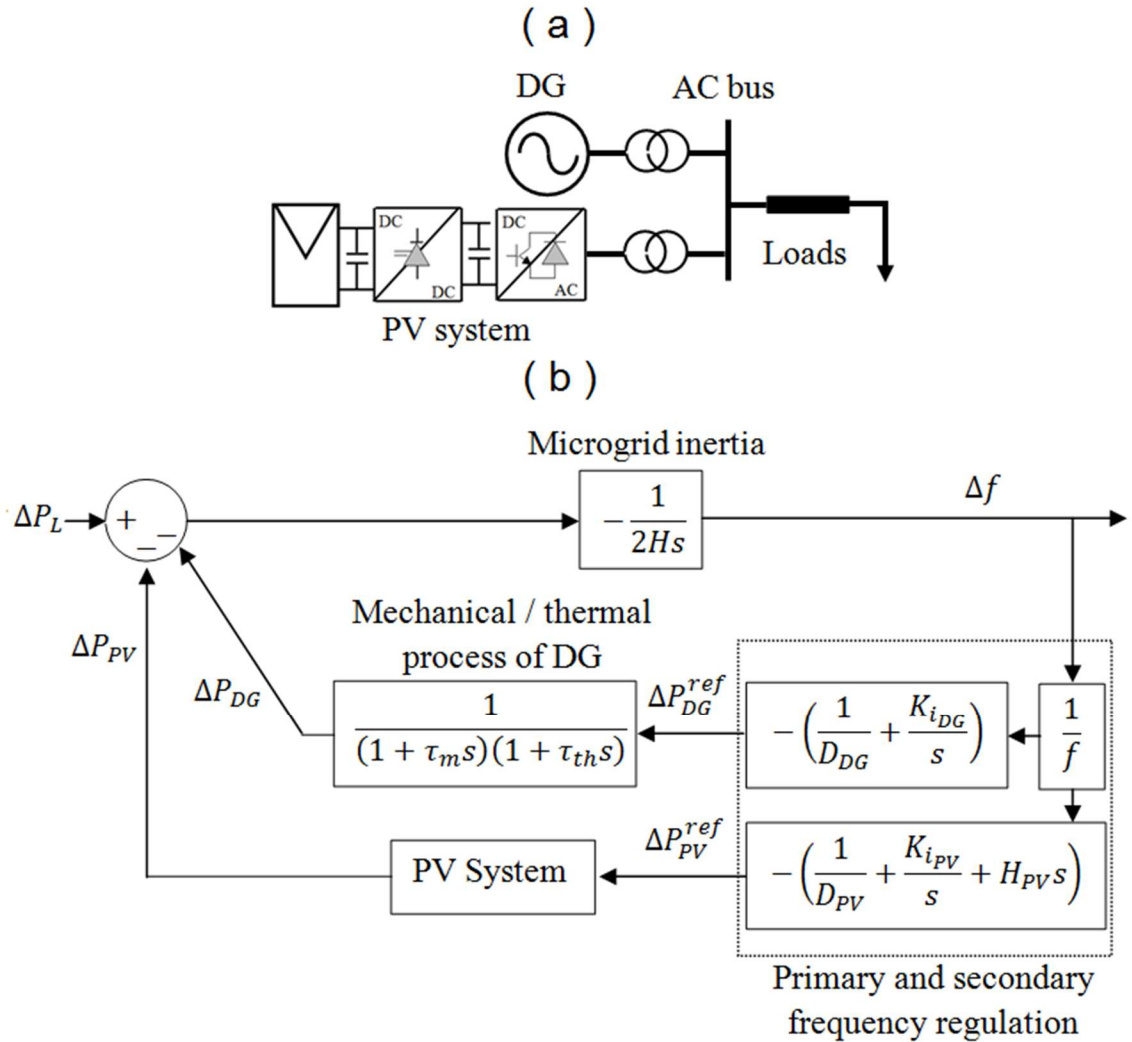 ( a )
DG
AC bus
DC
DC
DC
AC
Loads
PV system
( b )
Microgrid inertia
ΔP_L
+
− −
− 1/(2Hs)
Δf
Mechanical / thermal
process of DG
ΔP_PV
ΔP_DG
1/((1 + τ_m s)(1 + τ_th s))
ΔP_DG^ref
−(1/D_DG + K_i_DG/s)
1/f
ΔP_PV^ref
PV System
−(1/D_PV + K_i_PV/s + H_PV s)
Primary and secondary
frequency regulation